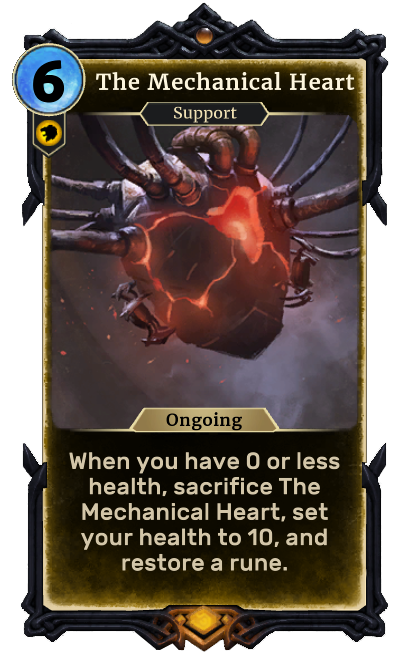 6
The Mechanical Heart
Support
Ongoing
When you have 0 or less
health, sacrifice The
Mechanical Heart, set
your health to 10, and
restore a rune.